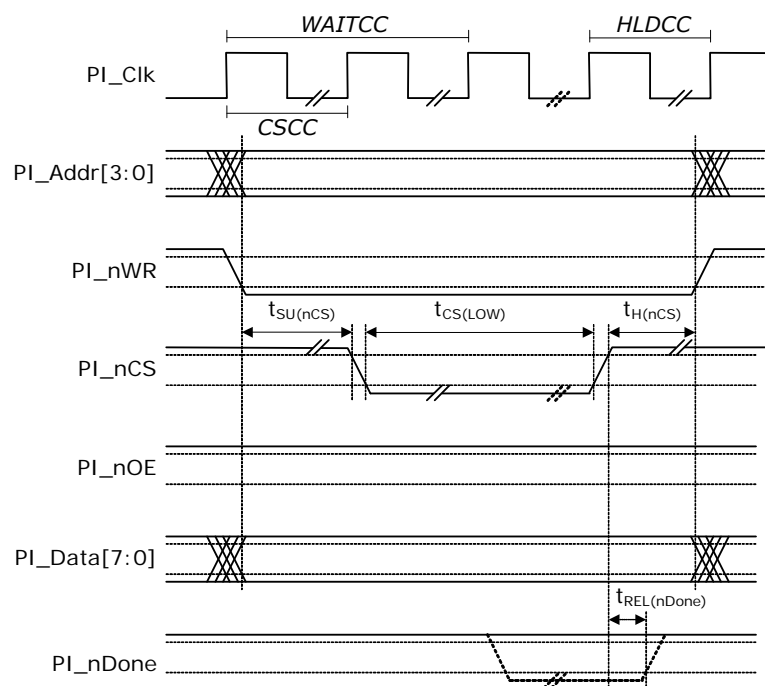 WAITCC HLDCC
PI_Clk
CSCC
PI_Addr[3:0]
PI_nWR
tSU(nCS) tCS(LOW) tH(nCS)
PI_nCS
PI_nOE
PI_Data[7:0]
tREL(nDone)
PI_nDone